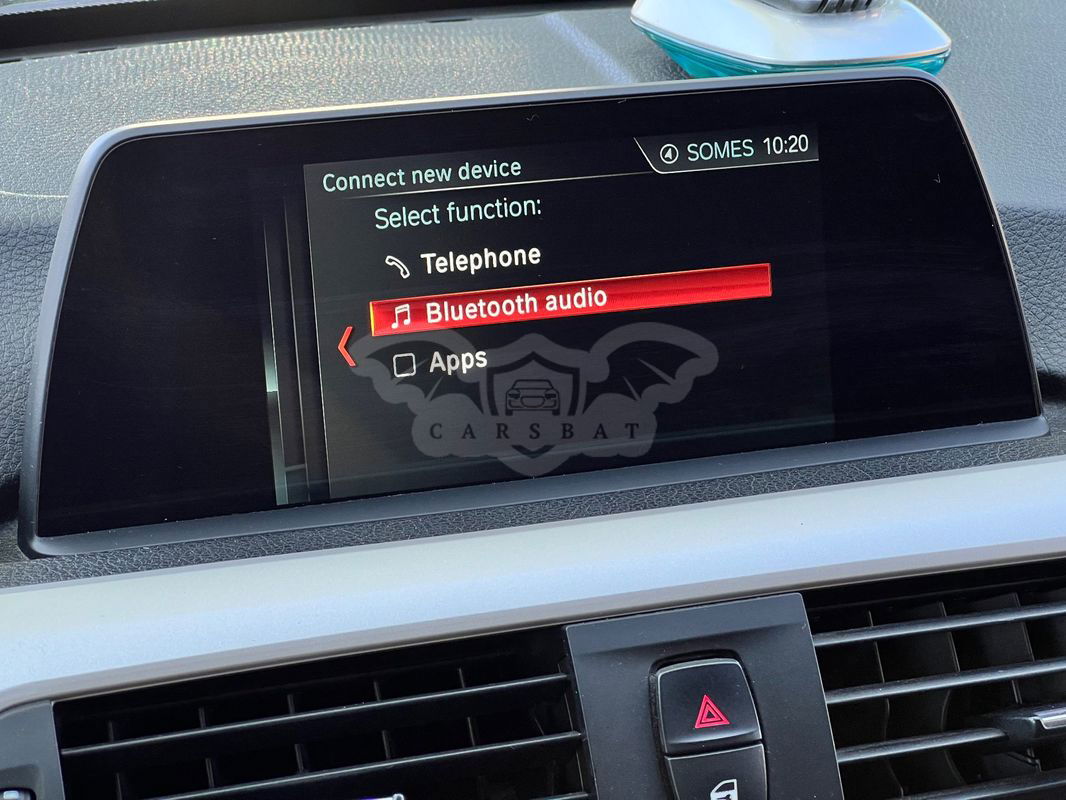 SOMES 10:20
Connect new device
Select function:
Telephone
Bluetooth audio
Apps
CARSBAT